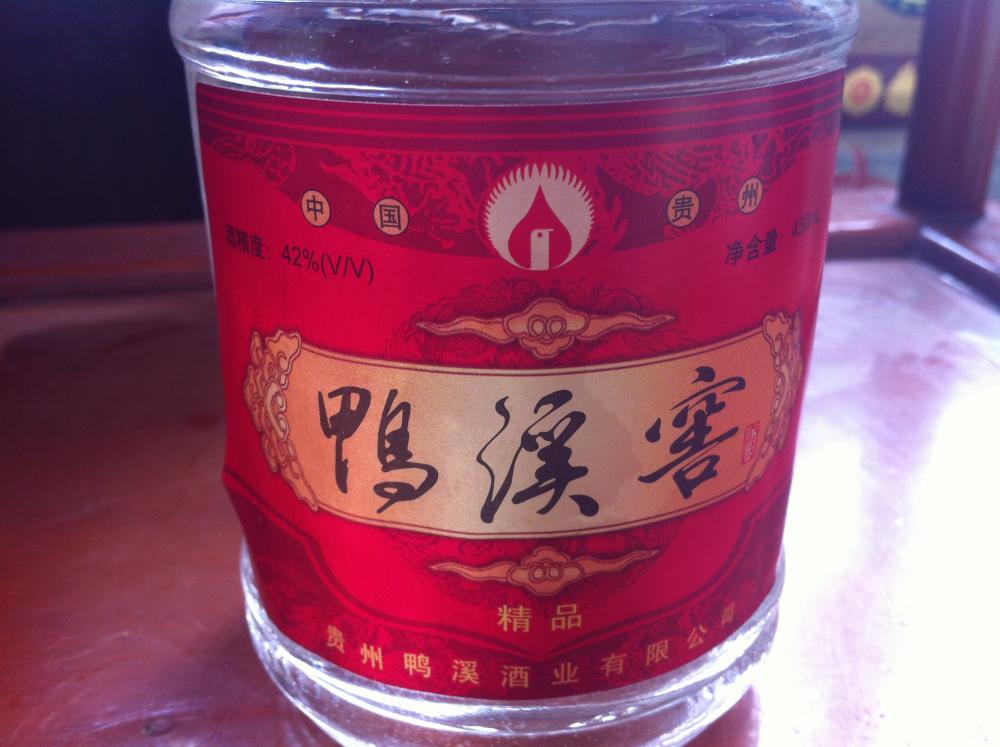 中国 贵州
酒精度：42%(V/V)
净含量：450mL
鸭溪窖
精品
贵州鸭溪酒业有限公司